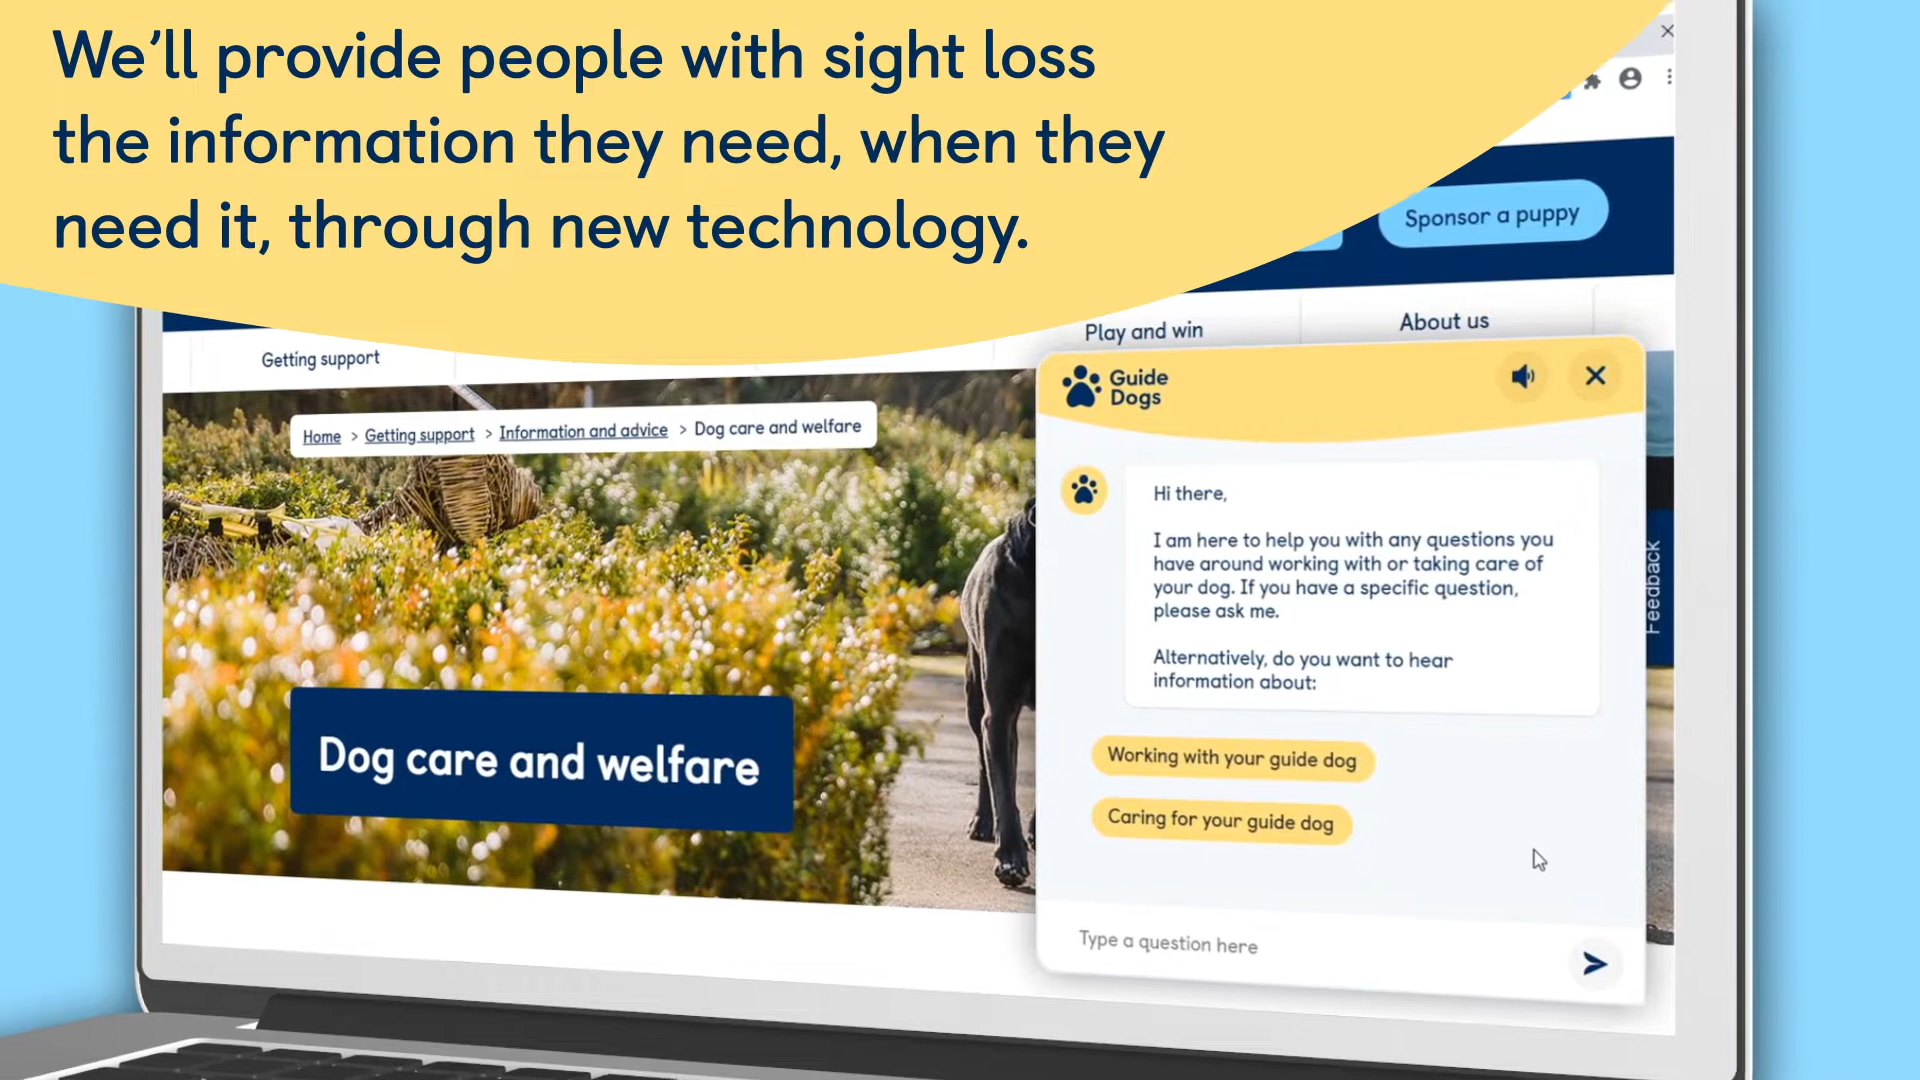 We’ll provide people with sight loss
the information they need, when they
need it, through new technology.
Sponsor a puppy
Getting support
Play and win
About us
Home > Getting support > Information and advice > Dog care and welfare
Dog care and welfare
Guide
Dogs
Hi there,
I am here to help you with any questions you
have around working with or taking care of
your dog. If you have a specific question,
please ask me.
Alternatively, do you want to hear
information about:
Working with your guide dog
Caring for your guide dog
Type a question here
Feedback